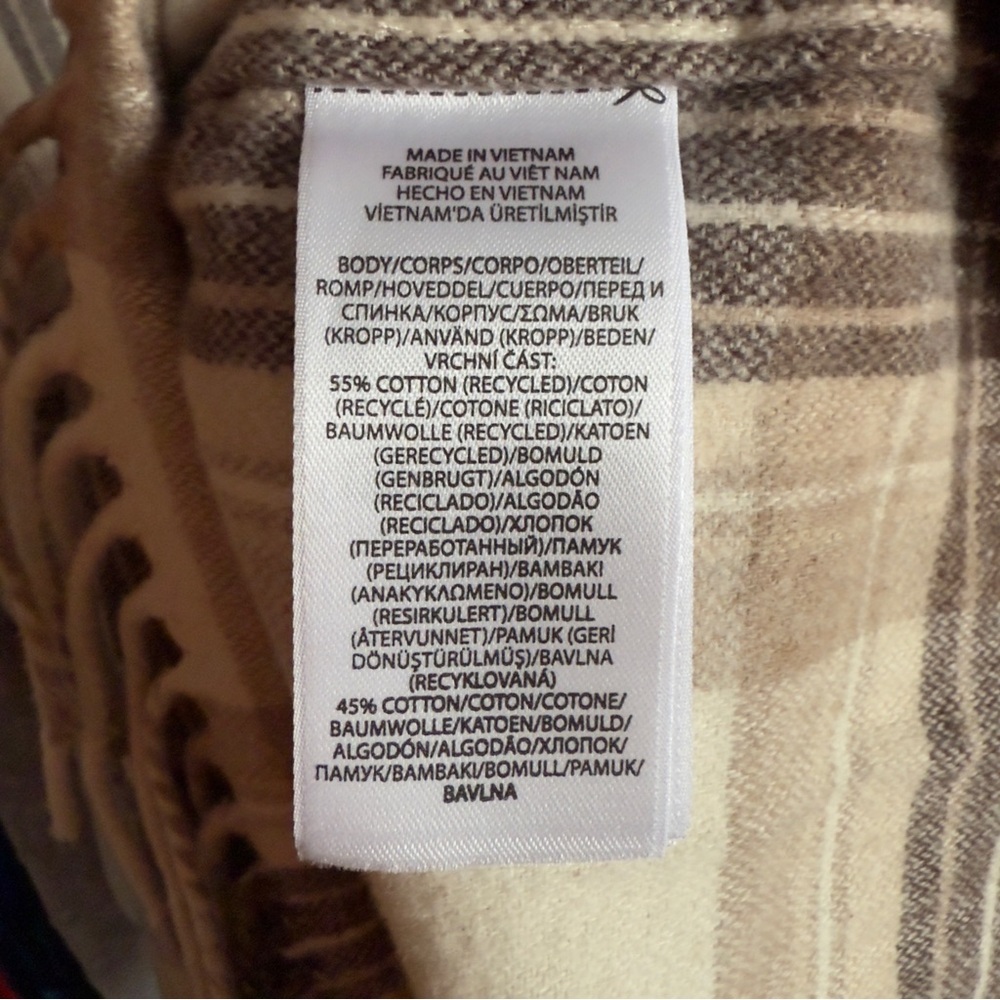 MADE IN VIETNAM
FABRIQUÉ AU VIÊT NAM
HECHO EN VIETNAM
VİETNAM'DA ÜRETİLMİŞTİR
BODY/CORPS/CORPO/OBERTEIL/
ROMP/HOVEDDEL/CUERPO/ПЕРЕД И
СПИНКА/КОРПУС/ΣΩΜΑ/BRUK
(KROPP)/ANVÄND (KROPP)/BEDEN/
VRCHNÍ ČÁST:
55% COTTON (RECYCLED)/COTON
(RECYCLÉ)/COTONE (RICICLATO)/
BAUMWOLLE (RECYCLED)/KATOEN
(GERECYCLED)/BOMULD
(GENBRUGT)/ALGODÓN
(RECICLADO)/ALGODÃO
(RECICLADO)/ХЛОПОК
(ПЕРЕРАБОТАННЫЙ)/ПАМУК
(РЕЦИКЛИРАН)/ΒΑΜΒΑΚΙ
(ΑΝΑΚΥΚΛΩΜΕΝΟ)/BOMULL
(RESIRKULERT)/BOMULL
(ÅTERVUNNET)/PAMUK (GERİ
DÖNÜŞTÜRÜLMÜŞ)/BAVLNA
(RECYKLOVANÁ)
45% COTTON/COTON/COTONE/
BAUMWOLLE/KATOEN/BOMULD/
ALGODÓN/ALGODÃO/ХЛОПОК/
ПАМУК/ΒΑΜΒΑΚΙ/BOMULL/PAMUK/
BAVLNA